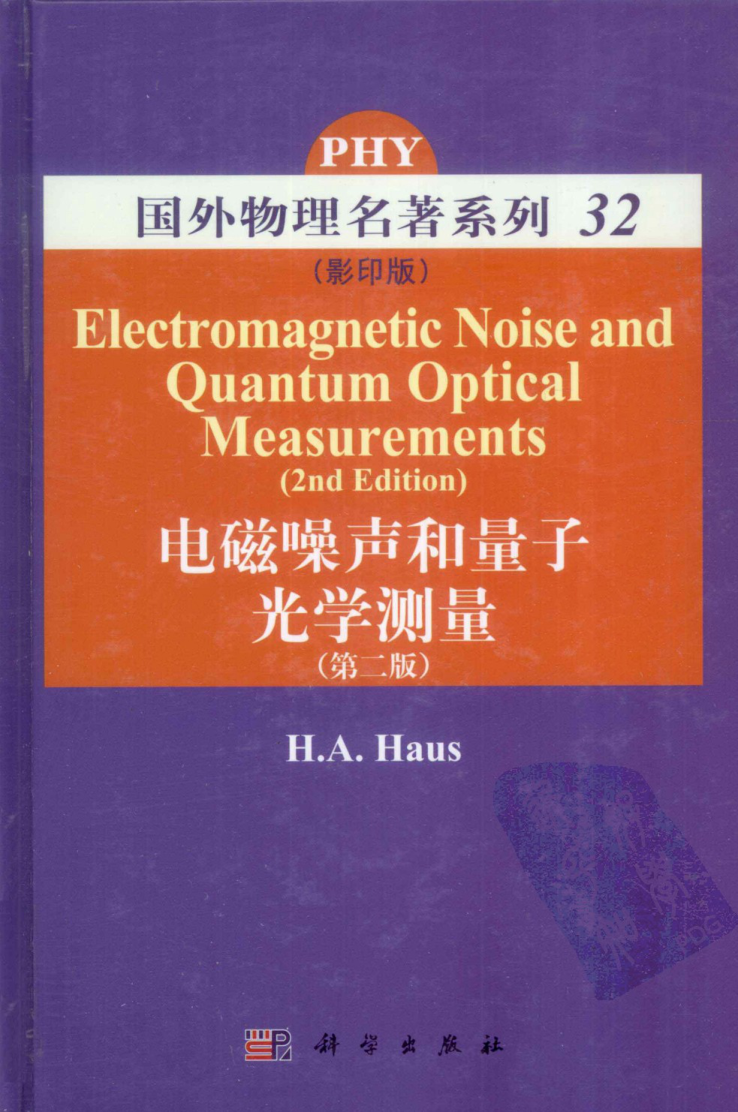 PHY
国外物理名著系列 32
(影印版)
Electromagnetic Noise and
Quantum Optical
Measurements
(2nd Edition)
电磁噪声和量子
光学测量
(第二版)
H.A. Haus
PDG
科学出版社